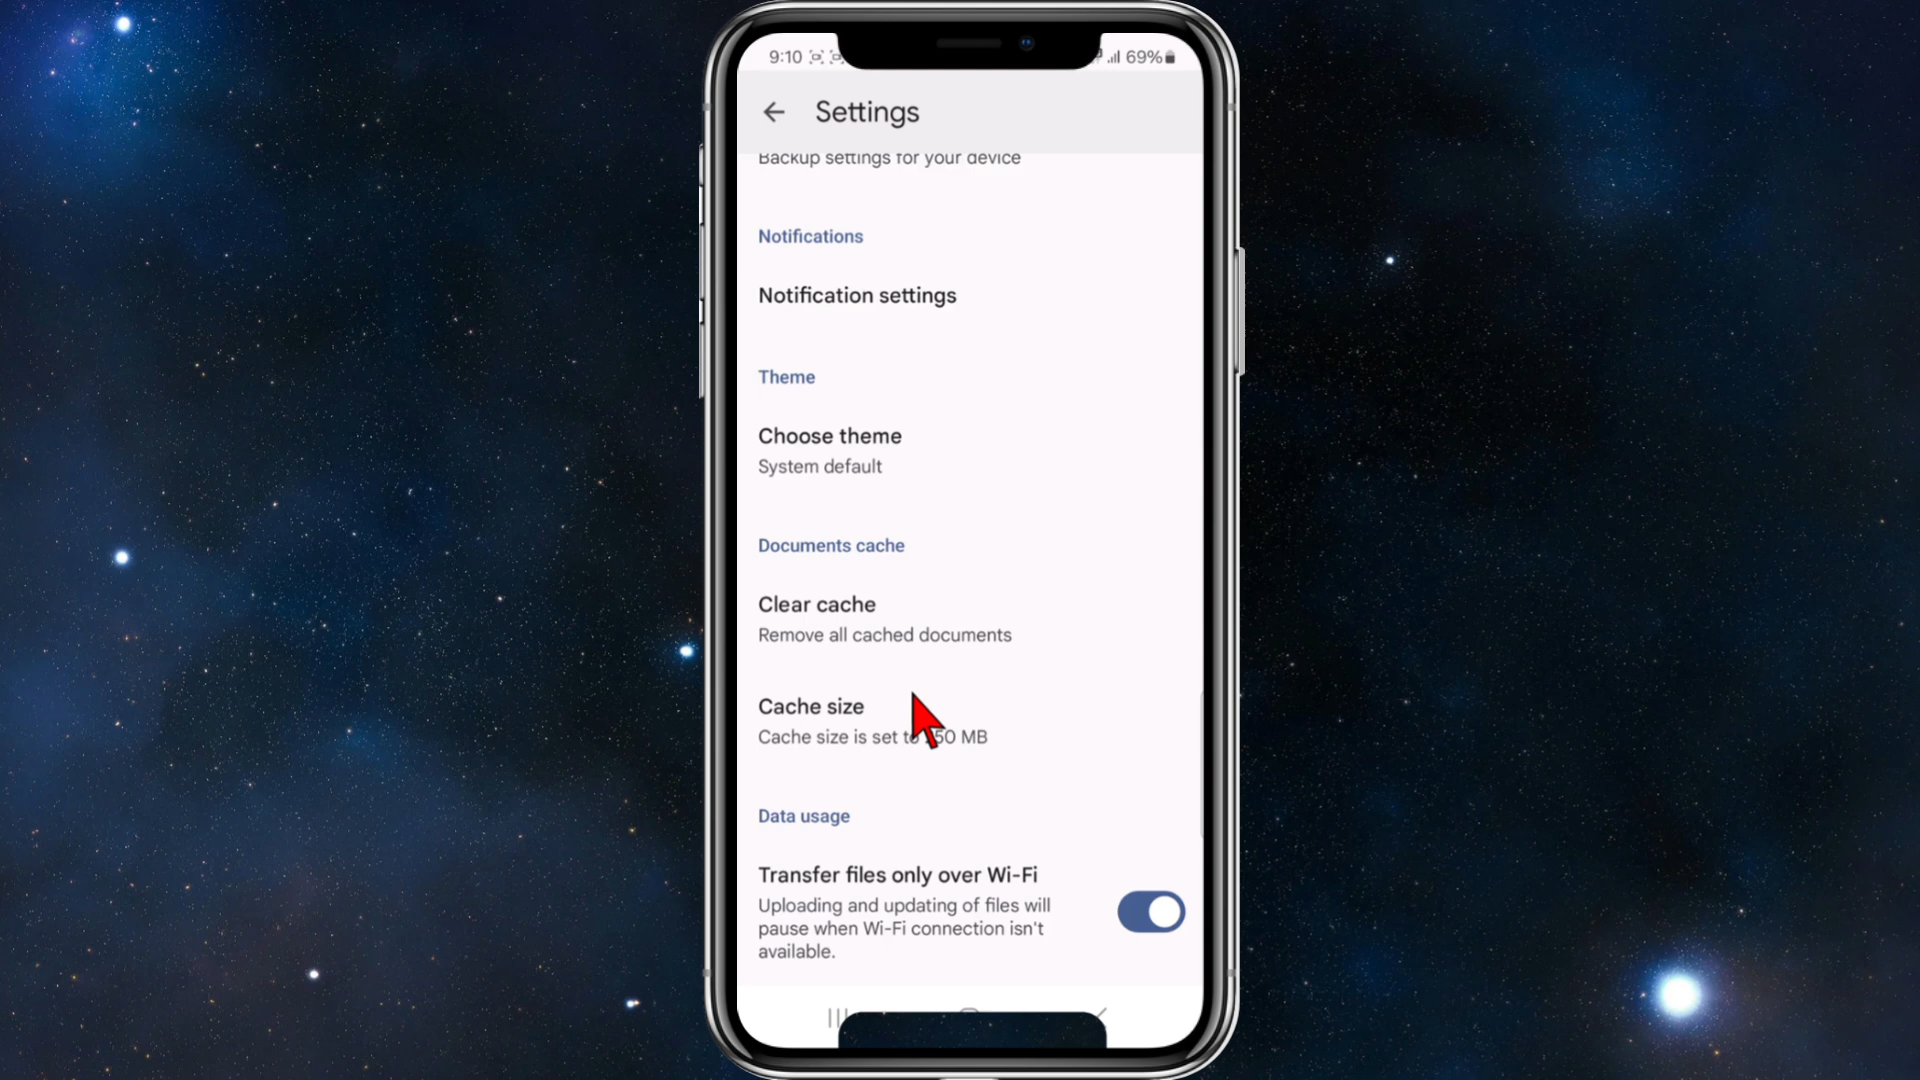 9:10
69%
Settings
Backup settings for your device
Notifications
Notification settings
Theme
Choose theme
System default
Documents cache
Clear cache
Remove all cached documents
Cache size
Cache size is set to 50 MB
Data usage
Transfer files only over Wi-Fi
Uploading and updating of files will
pause when Wi-Fi connection isn't
available.